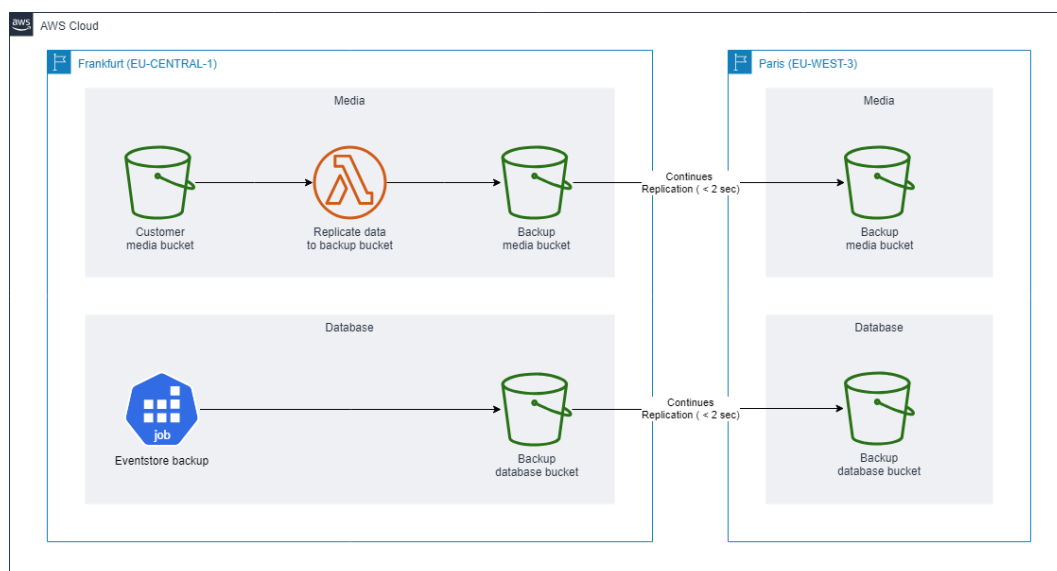 aws
AWS Cloud
Frankfurt (EU-CENTRAL-1)
Media
Customer
media bucket
Replicate data
to backup bucket
Backup
media bucket
Continues
Replication ( < 2 sec)
Paris (EU-WEST-3)
Media
Backup
media bucket
Database
job
Eventstore backup
Backup
database bucket
Continues
Replication ( < 2 sec)
Database
Backup
database bucket